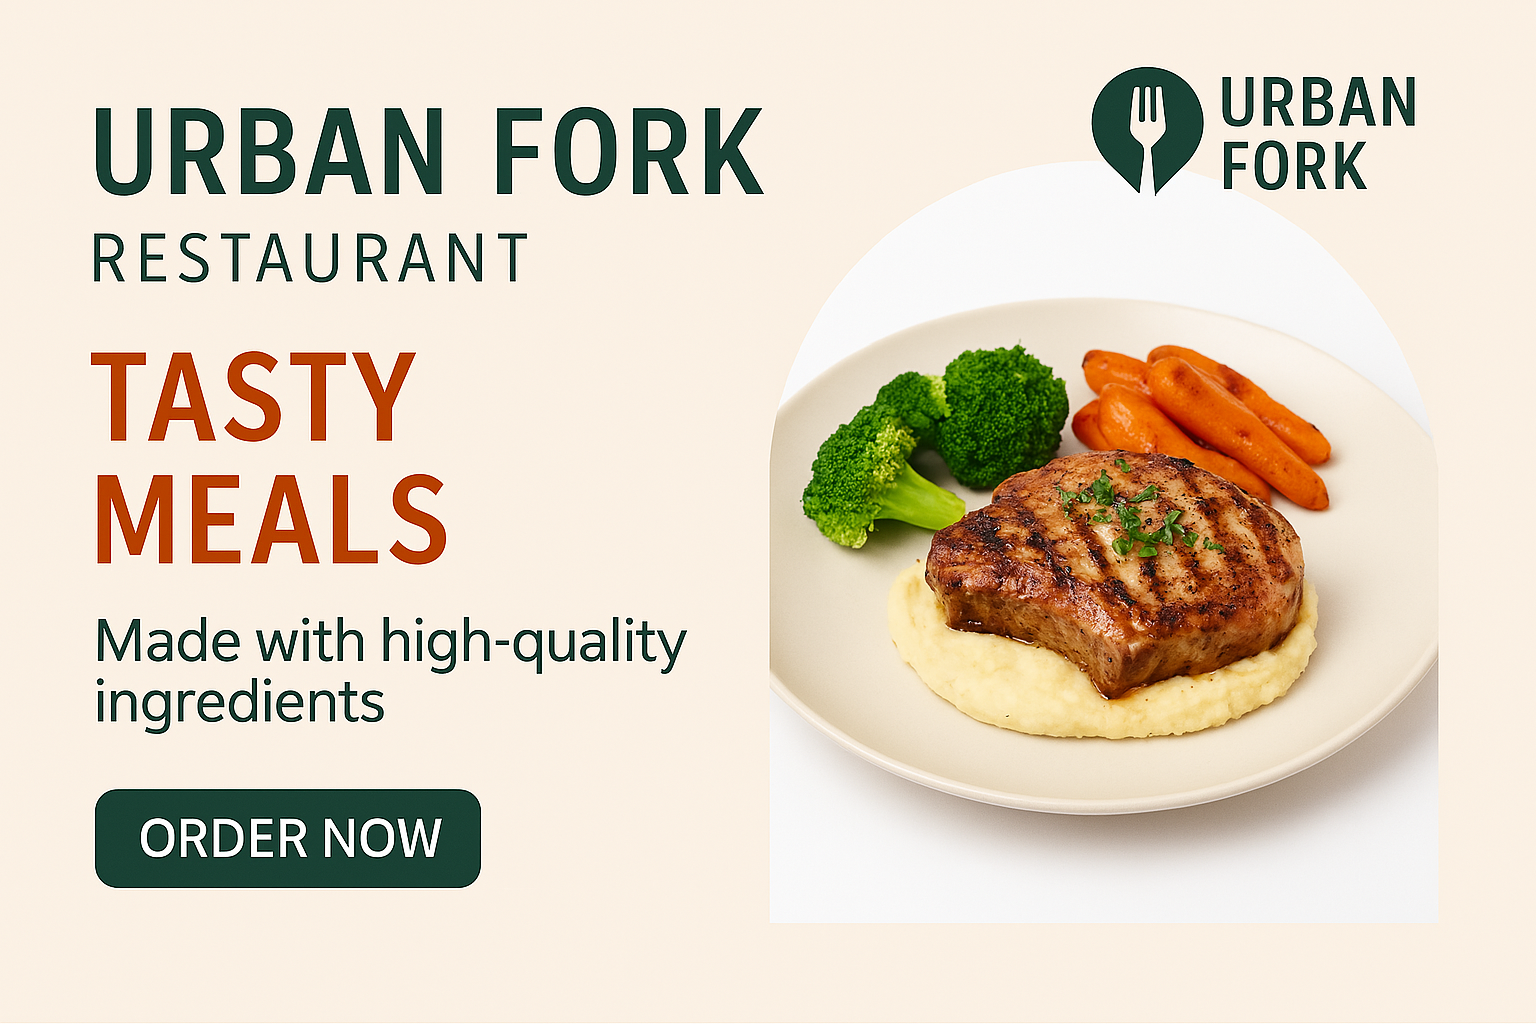 URBAN FORK
RESTAURANT
TASTY
MEALS
Made with high-quality
ingredients
ORDER NOW
URBAN
FORK